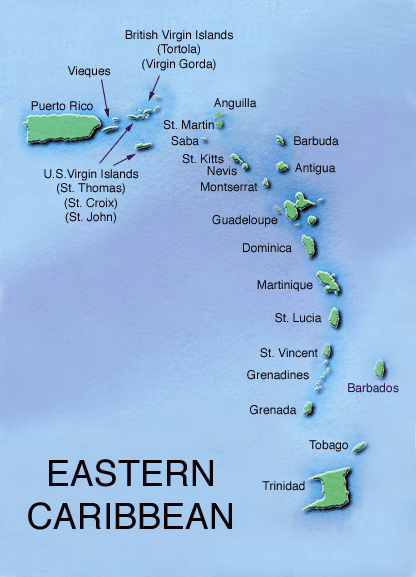 British Virgin Islands
(Tortola)
(Virgin Gorda)
Vieques
Puerto Rico
Anguilla
St. Martin
Saba
Barbuda
St. Kitts
Nevis
Antigua
Montserrat
U.S.Virgin Islands
(St. Thomas)
(St. Croix)
(St. John)
Guadeloupe
Dominica
Martinique
St. Lucia
St. Vincent
Grenadines
Barbados
Grenada
Tobago
Trinidad
EASTERN
CARIBBEAN